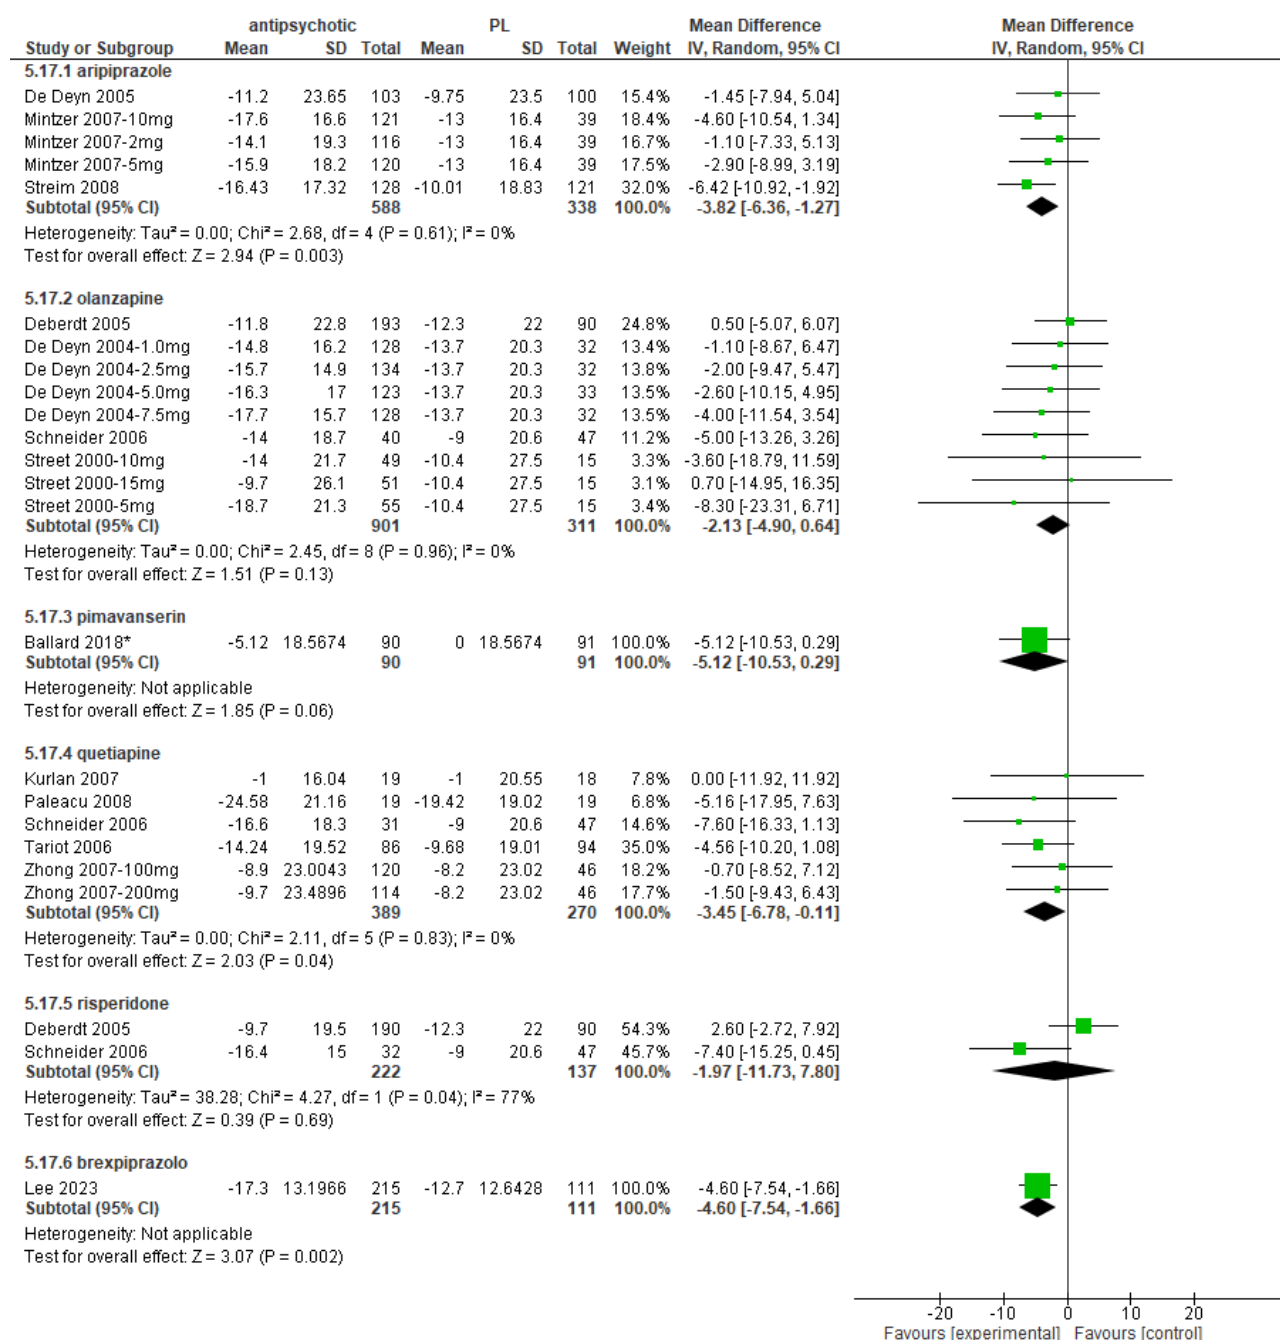 antipsychotic PL Mean Difference Mean Difference
Study or Subgroup Mean SD Total Mean SD Total Weight IV, Random, 95% CI IV, Random, 95% CI
5.17.1 aripiprazole
De Deyn 2005 -11.2 23.65 103 -9.75 23.5 100 15.4% -1.45 [-7.94, 5.04]
Mintzer 2007-10mg -17.6 16.6 121 -13 16.4 39 18.4% -4.60 [-10.54, 1.34]
Mintzer 2007-2mg -14.1 19.3 116 -13 16.4 39 16.7% -1.10 [-7.33, 5.13]
Mintzer 2007-5mg -15.9 18.2 120 -13 16.4 39 17.5% -2.90 [-8.99, 3.19]
Streim 2008 -16.43 17.32 128 -10.01 18.83 121 32.0% -6.42 [-10.92, -1.92]
Subtotal (95% CI) 588 338 100.0% -3.82 [-6.36, -1.27]
Heterogeneity: Tau² = 0.00; Chi² = 2.68, df = 4 (P = 0.61); I² = 0%
Test for overall effect: Z = 2.94 (P = 0.003)
5.17.2 olanzapine
Deberdt 2005 -11.8 22.8 193 -12.3 22 90 24.8% 0.50 [-5.07, 6.07]
De Deyn 2004-1.0mg -14.8 16.2 128 -13.7 20.3 32 13.4% -1.10 [-8.67, 6.47]
De Deyn 2004-2.5mg -15.7 14.9 134 -13.7 20.3 32 13.8% -2.00 [-9.47, 5.47]
De Deyn 2004-5.0mg -16.3 17 123 -13.7 20.3 33 13.5% -2.60 [-10.15, 4.95]
De Deyn 2004-7.5mg -17.7 15.7 128 -13.7 20.3 32 13.5% -4.00 [-11.54, 3.54]
Schneider 2006 -14 18.7 40 -9 20.6 47 11.2% -5.00 [-13.26, 3.26]
Street 2000-10mg -14 21.7 49 -10.4 27.5 15 3.3% -3.60 [-18.79, 11.59]
Street 2000-15mg -9.7 26.1 51 -10.4 27.5 15 3.1% 0.70 [-14.95, 16.35]
Street 2000-5mg -18.7 21.3 55 -10.4 27.5 15 3.4% -8.30 [-23.31, 6.71]
Subtotal (95% CI) 901 311 100.0% -2.13 [-4.90, 0.64]
Heterogeneity: Tau² = 0.00; Chi² = 2.45, df = 8 (P = 0.96); I² = 0%
Test for overall effect: Z = 1.51 (P = 0.13)
5.17.3 pimavanserin
Ballard 2018* -5.12 18.5674 90 0 18.5674 91 100.0% -5.12 [-10.53, 0.29]
Subtotal (95% CI) 90 91 100.0% -5.12 [-10.53, 0.29]
Heterogeneity: Not applicable
Test for overall effect: Z = 1.85 (P = 0.06)
5.17.4 quetiapine
Kurlan 2007 -1 16.04 19 -1 20.55 18 7.8% 0.00 [-11.92, 11.92]
Paleacu 2008 -24.58 21.16 19 -19.42 19.02 19 6.8% -5.16 [-17.95, 7.63]
Schneider 2006 -16.6 18.3 31 -9 20.6 47 14.6% -7.60 [-16.33, 1.13]
Tariot 2006 -14.24 19.52 86 -9.68 19.01 94 35.0% -4.56 [-10.20, 1.08]
Zhong 2007-100mg -8.9 23.0043 120 -8.2 23.02 46 18.2% -0.70 [-8.52, 7.12]
Zhong 2007-200mg -9.7 23.4896 114 -8.2 23.02 46 17.7% -1.50 [-9.43, 6.43]
Subtotal (95% CI) 389 270 100.0% -3.45 [-6.78, -0.11]
Heterogeneity: Tau² = 0.00; Chi² = 2.11, df = 5 (P = 0.83); I² = 0%
Test for overall effect: Z = 2.03 (P = 0.04)
5.17.5 risperidone
Deberdt 2005 -9.7 19.5 190 -12.3 22 90 54.3% 2.60 [-2.72, 7.92]
Schneider 2006 -16.4 15 32 -9 20.6 47 45.7% -7.40 [-15.25, 0.45]
Subtotal (95% CI) 222 137 100.0% -1.97 [-11.73, 7.80]
Heterogeneity: Tau² = 38.28; Chi² = 4.27, df = 1 (P = 0.04); I² = 77%
Test for overall effect: Z = 0.39 (P = 0.69)
5.17.6 brexpiprazolo
Lee 2023 -17.3 13.1966 215 -12.7 12.6428 111 100.0% -4.60 [-7.54, -1.66]
Subtotal (95% CI) 215 111 100.0% -4.60 [-7.54, -1.66]
Heterogeneity: Not applicable
Test for overall effect: Z = 3.07 (P = 0.002)
-20 -10 0 10 20
Favours [experimental] Favours [control]